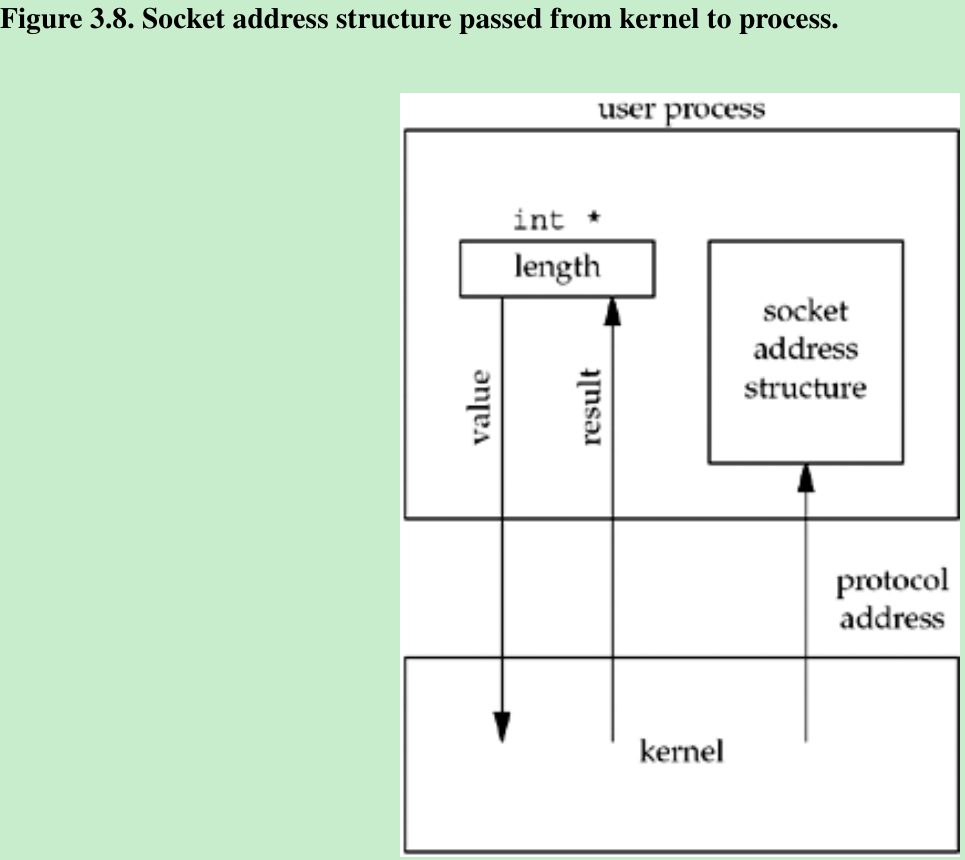 Figure 3.8. Socket address structure passed from kernel to process.
user process
int *
length
value
result
socket
address
structure
protocol
address
kernel